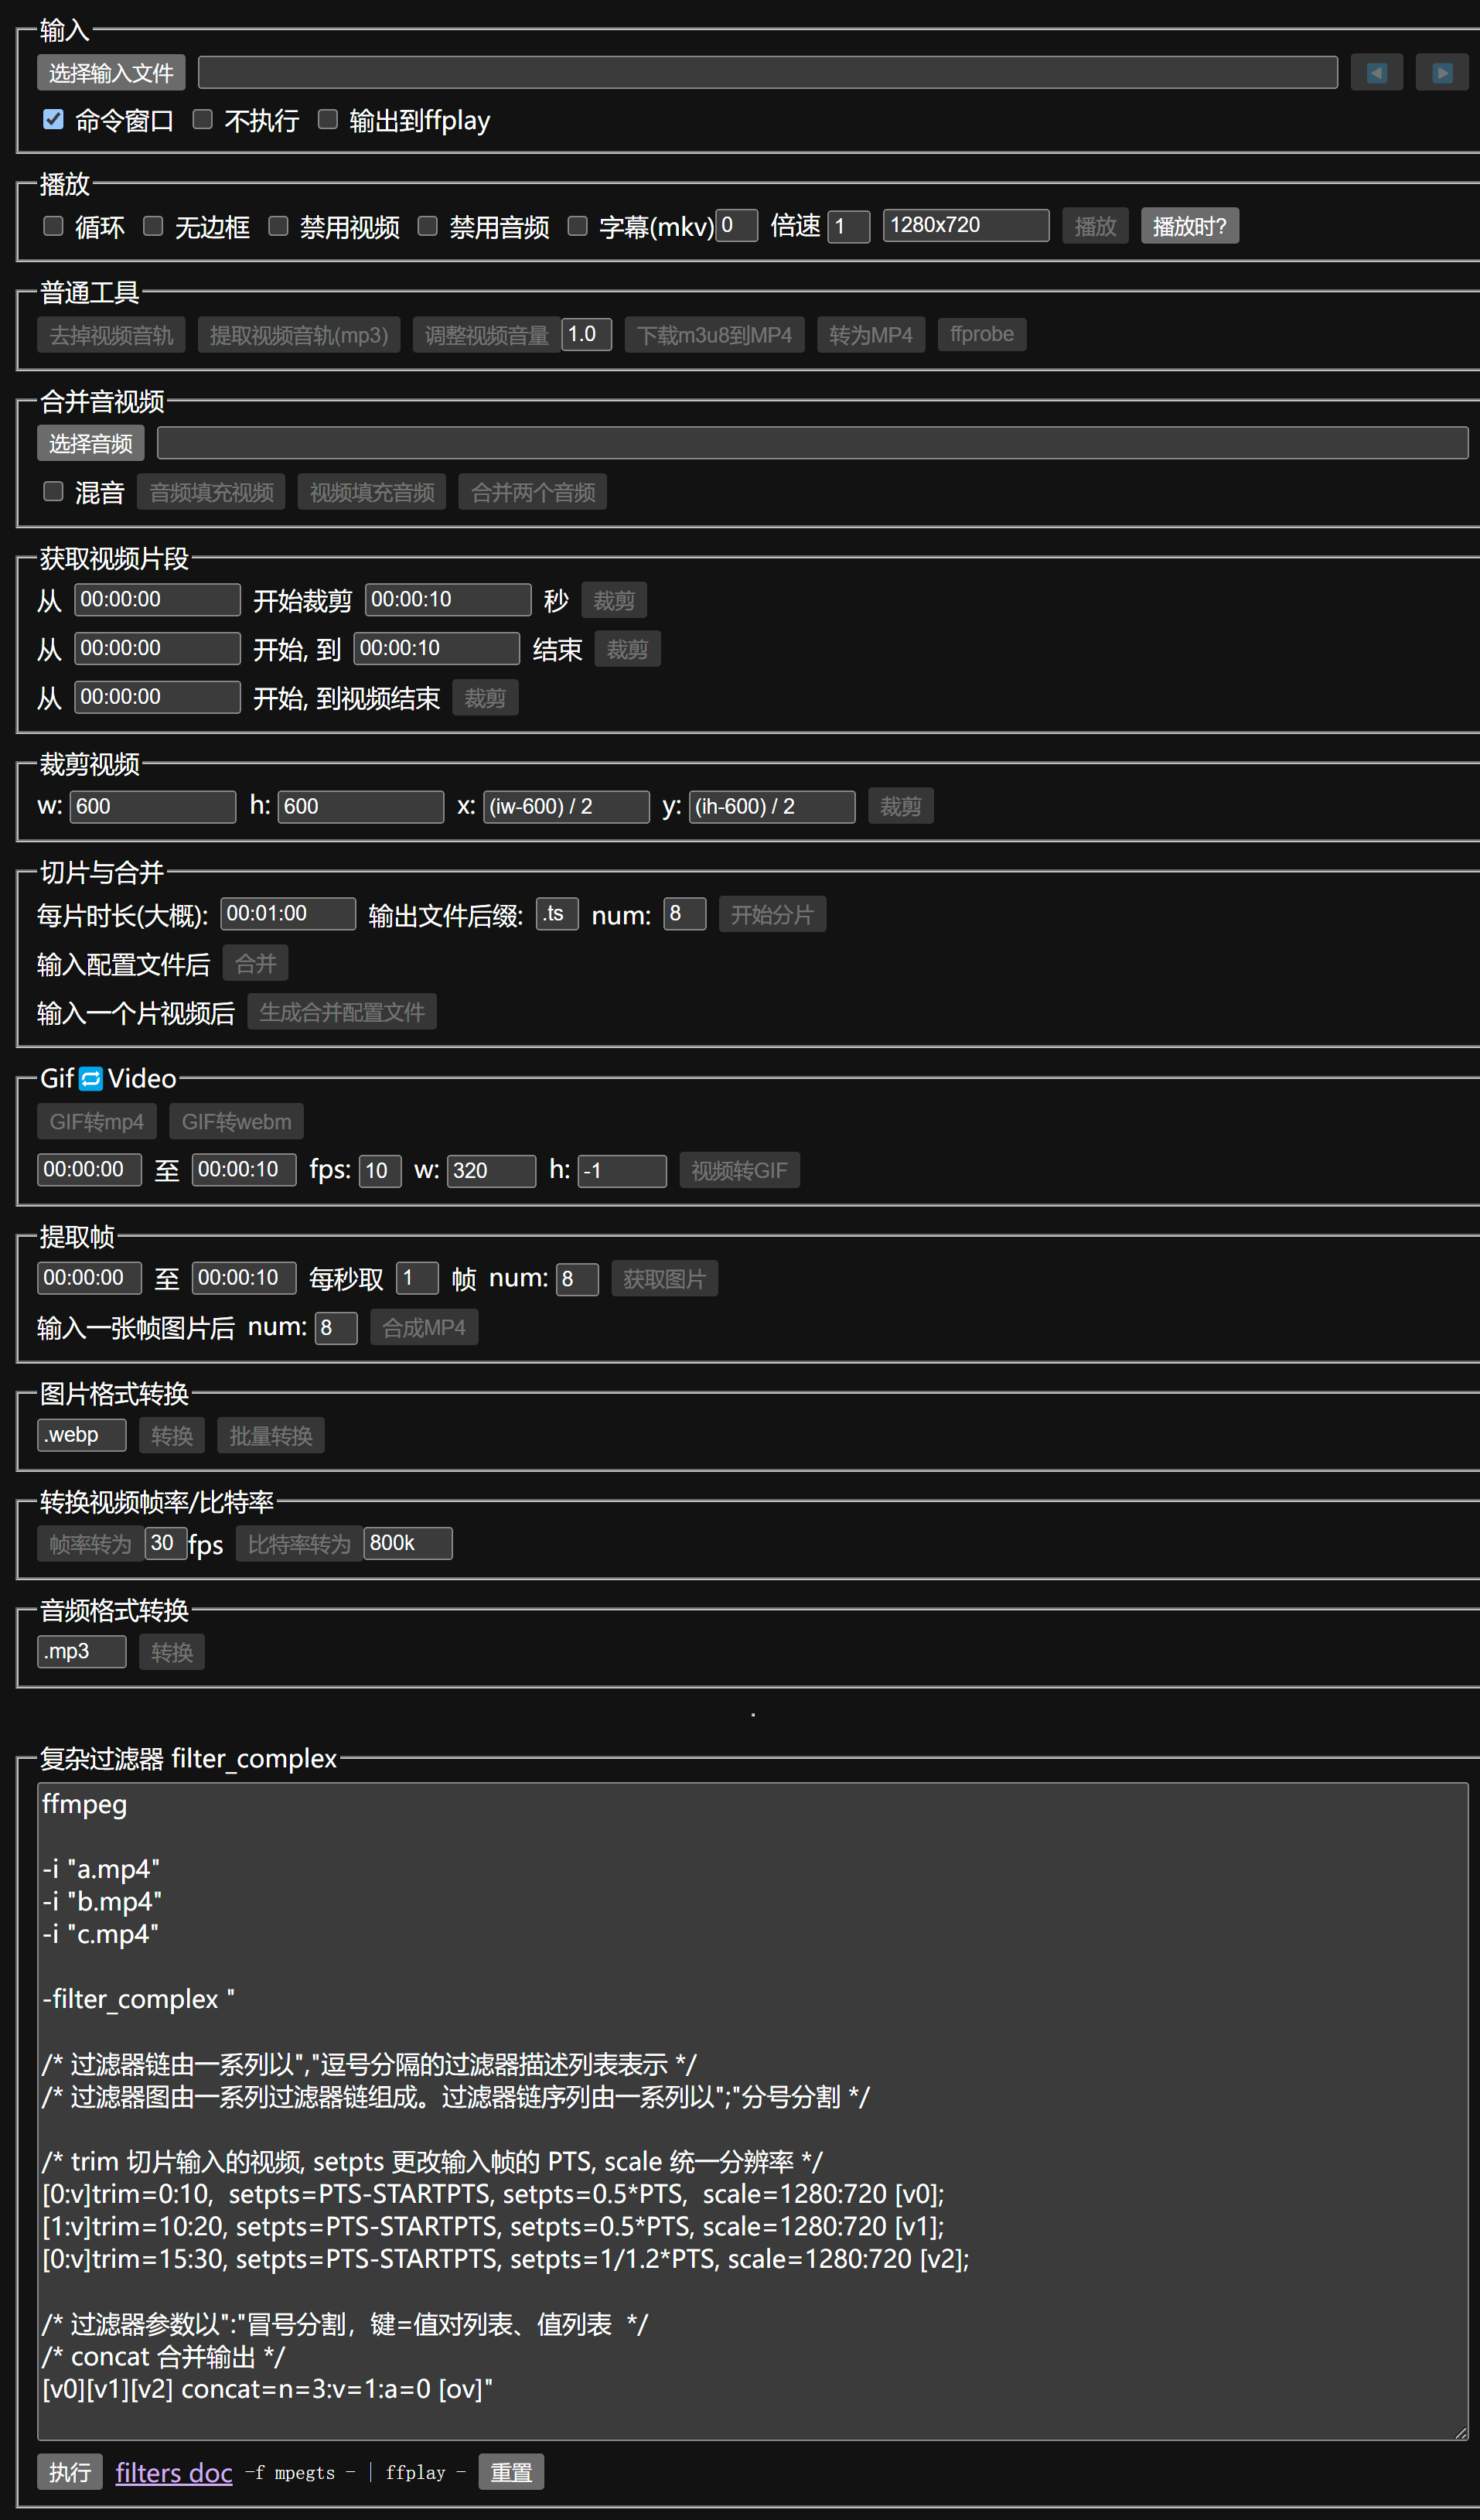 输入
选择输入文件
命令窗口 不执行 输出到ffplay
播放
循环 无边框 禁用视频 禁用音频 字幕(mkv) 0 倍速 1 1280x720 播放 播放时?
普通工具
去掉视频音轨 提取视频音轨(mp3) 调整视频音量 1.0 下载m3u8到MP4 转为MP4 ffprobe
合并音视频
选择音频
混音 音频填充视频 视频填充音频 合并两个音频
获取视频片段
从 00:00:00 开始裁剪 00:00:10 秒 裁剪
从 00:00:00 开始, 到 00:00:10 结束 裁剪
从 00:00:00 开始, 到视频结束 裁剪
裁剪视频
w: 600 h: 600 x: (iw-600) / 2 y: (ih-600) / 2 裁剪
切片与合并
每片时长(大概): 00:01:00 输出文件后缀: .ts num: 8 开始分片
输入配置文件后 合并
输入一个片视频后 生成合并配置文件
Gif🔁Video
GIF转mp4 GIF转webm
00:00:00 至 00:00:10 fps: 10 w: 320 h: -1 视频转GIF
提取帧
00:00:00 至 00:00:10 每秒取 1 帧 num: 8 获取图片
输入一张帧图片后 num: 8 合成MP4
图片格式转换
.webp 转换 批量转换
转换视频帧率/比特率
帧率转为 30 fps 比特率转为 800k
音频格式转换
.mp3 转换
.
复杂过滤器 filter_complex
ffmpeg
-i "a.mp4"
-i "b.mp4"
-i "c.mp4"
-filter_complex "
/* 过滤器链由一系列以","逗号分隔的过滤器描述列表表示 */
/* 过滤器图由一系列过滤器链组成。过滤器链序列由一系列以";"分号分割 */
/* trim 切片输入的视频, setpts 更改输入帧的 PTS, scale 统一分辨率 */
[0:v]trim=0:10,  setpts=PTS-STARTPTS, setpts=0.5*PTS,  scale=1280:720 [v0];
[1:v]trim=10:20, setpts=PTS-STARTPTS, setpts=0.5*PTS, scale=1280:720 [v1];
[0:v]trim=15:30, setpts=PTS-STARTPTS, setpts=1/1.2*PTS, scale=1280:720 [v2];
/* 过滤器参数以":"冒号分割，键=值对列表、值列表  */
/* concat 合并输出 */
[v0][v1][v2] concat=n=3:v=1:a=0 [ov]"
执行 filters doc -f mpegts - | ffplay - 重置